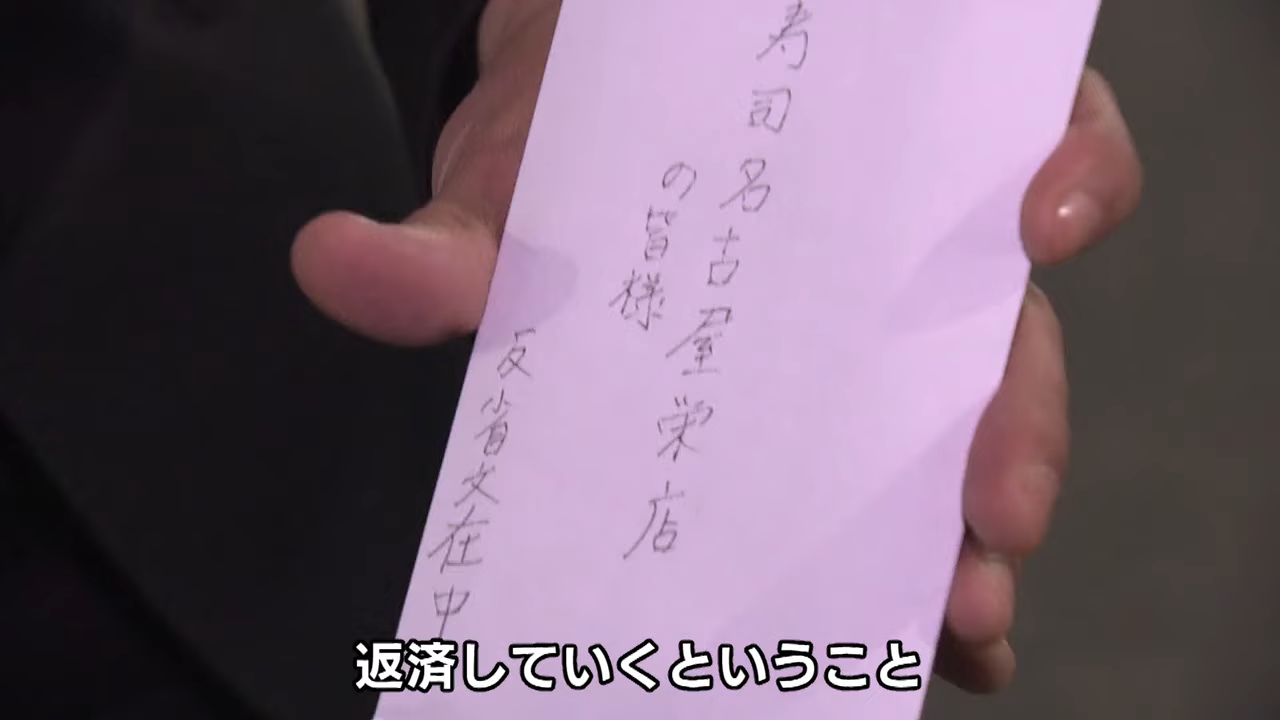 寿司名古屋栄店
の皆様
反省文在中
返済していくということ